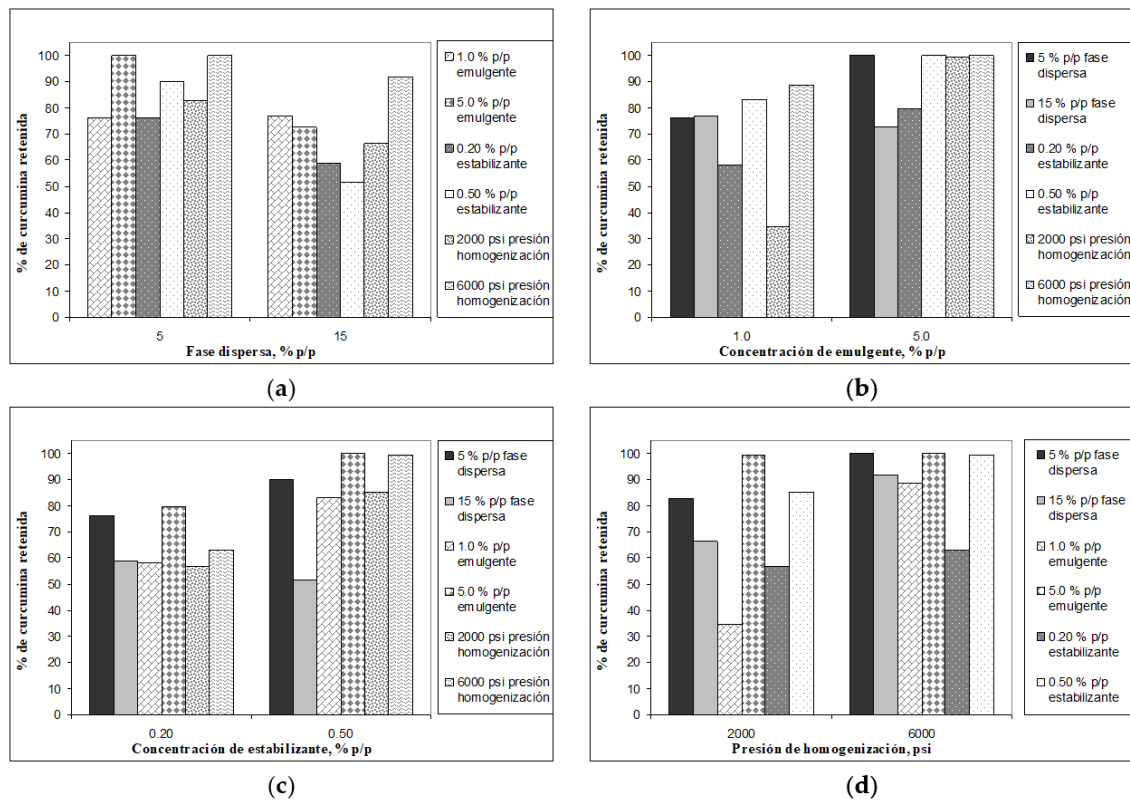 100
90
80
70
60
50
40
30
20
10
0
% de curcumina retenida
5
15
Fase dispersa, % p/p
1.0 % p/p
emulgente
5.0 % p/p
emulgente
0.20 % p/p
estabilizante
0.50 % p/p
estabilizante
2000 psi presión
homogenización
6000 psi presión
homogenización
(a)
100
90
80
70
60
50
40
30
20
10
0
% de curcumina retenida
1.0
5.0
Concentración de emulgente, % p/p
5 % p/p fase
dispersa
15 % p/p fase
dispersa
0.20 % p/p
estabilizante
0.50 % p/p
estabilizante
2000 psi presión
homogenización
6000 psi presión
homogenización
(b)
100
90
80
70
60
50
40
30
20
10
0
% de curcumina retenida
0.20
0.50
Concentración de estabilizante, % p/p
5 % p/p fase
dispersa
15 % p/p fase
dispersa
1.0 % p/p
emulgente
5.0 % p/p
emulgente
2000 psi presión
homogenización
6000 psi presión
homogenización
(c)
100
90
80
70
60
50
40
30
20
10
0
% de curcumina retenida
2000
6000
Presión de homogenización, psi
5 % p/p fase
dispersa
15 % p/p fase
dispersa
1.0 % p/p
emulgente
5.0 % p/p
emulgente
0.20 % p/p
estabilizante
0.50 % p/p
estabilizante
(d)